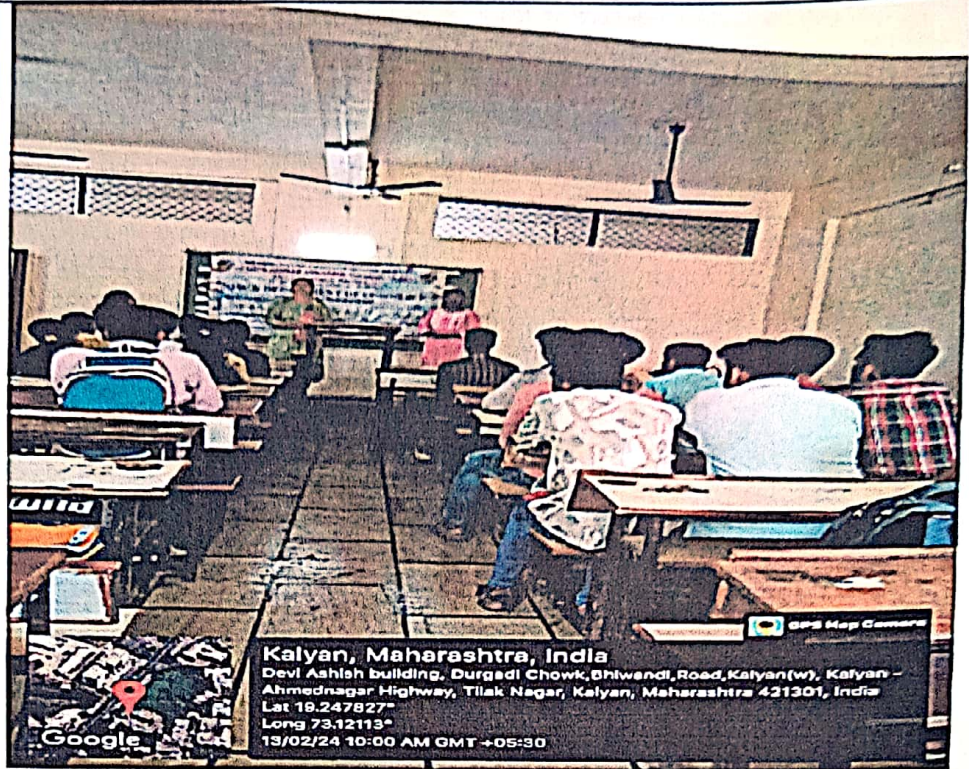 GPS Map Camera
Kalyan, Maharashtra, India
Devi Ashish building, Durgadi Chowk,Bhiwandi,Road,Kalyan(w), Kalyan -
Ahmednagar Highway, Tilak Nagar, Kalyan, Maharashtra 421301, India
Lat 19.247827°
Long 73.12113°
13/02/24 10:00 AM GMT +05:30
Google